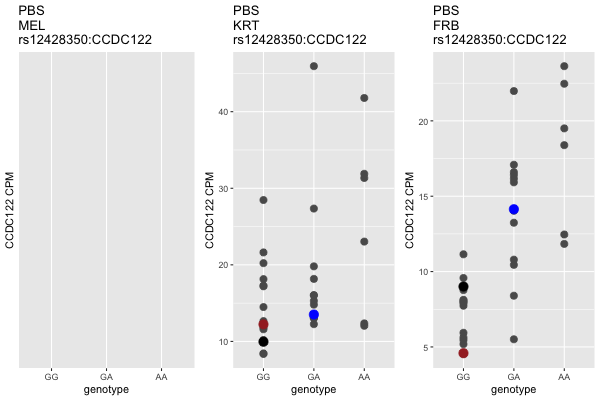 PBS
MEL
rs12428350:CCDC122
CCDC122 CPM
GG GA AA
genotype
PBS
KRT
rs12428350:CCDC122
CCDC122 CPM
40
30
20
10
GG GA AA
genotype
PBS
FRB
rs12428350:CCDC122
CCDC122 CPM
20
15
10
5
GG GA AA
genotype